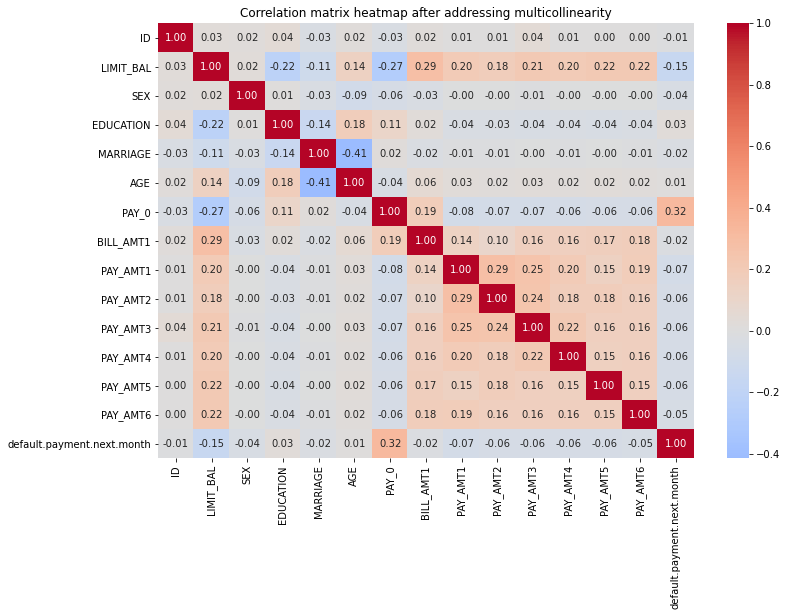 Correlation matrix heatmap after addressing multicollinearity
ID 1.00 0.03 0.02 0.04 -0.03 0.02 -0.03 0.02 0.01 0.01 0.04 0.01 0.00 0.00 -0.01
LIMIT_BAL 0.03 1.00 0.02 -0.22 -0.11 0.14 -0.27 0.29 0.20 0.18 0.21 0.20 0.22 0.22 -0.15
SEX 0.02 0.02 1.00 0.01 -0.03 -0.09 -0.06 -0.03 -0.00 -0.00 -0.01 -0.00 -0.00 -0.00 -0.04
EDUCATION 0.04 -0.22 0.01 1.00 -0.14 0.18 0.11 0.02 -0.04 -0.03 -0.04 -0.04 -0.04 -0.04 0.03
MARRIAGE -0.03 -0.11 -0.03 -0.14 1.00 -0.41 0.02 -0.02 -0.01 -0.01 -0.00 -0.01 -0.00 -0.01 -0.02
AGE 0.02 0.14 -0.09 0.18 -0.41 1.00 -0.04 0.06 0.03 0.02 0.03 0.02 0.02 0.02 0.01
PAY_0 -0.03 -0.27 -0.06 0.11 0.02 -0.04 1.00 0.19 -0.08 -0.07 -0.07 -0.06 -0.06 -0.06 0.32
BILL_AMT1 0.02 0.29 -0.03 0.02 -0.02 0.06 0.19 1.00 0.14 0.10 0.16 0.16 0.17 0.18 -0.02
PAY_AMT1 0.01 0.20 -0.00 -0.04 -0.01 0.03 -0.08 0.14 1.00 0.29 0.25 0.20 0.15 0.19 -0.07
PAY_AMT2 0.01 0.18 -0.00 -0.03 -0.01 0.02 -0.07 0.10 0.29 1.00 0.24 0.18 0.18 0.16 -0.06
PAY_AMT3 0.04 0.21 -0.01 -0.04 -0.00 0.03 -0.07 0.16 0.25 0.24 1.00 0.22 0.16 0.16 -0.06
PAY_AMT4 0.01 0.20 -0.00 -0.04 -0.01 0.02 -0.06 0.16 0.20 0.18 0.22 1.00 0.15 0.16 -0.06
PAY_AMT5 0.00 0.22 -0.00 -0.04 -0.00 0.02 -0.06 0.17 0.15 0.18 0.16 0.15 1.00 0.15 -0.06
PAY_AMT6 0.00 0.22 -0.00 -0.04 -0.01 0.02 -0.06 0.18 0.19 0.16 0.16 0.16 0.15 1.00 -0.05
default.payment.next.month -0.01 -0.15 -0.04 0.03 -0.02 0.01 0.32 -0.02 -0.07 -0.06 -0.06 -0.06 -0.06 -0.05 1.00
ID
LIMIT_BAL
SEX
EDUCATION
MARRIAGE
AGE
PAY_0
BILL_AMT1
PAY_AMT1
PAY_AMT2
PAY_AMT3
PAY_AMT4
PAY_AMT5
PAY_AMT6
default.payment.next.month
1.0
0.8
0.6
0.4
0.2
0.0
−0.2
−0.4